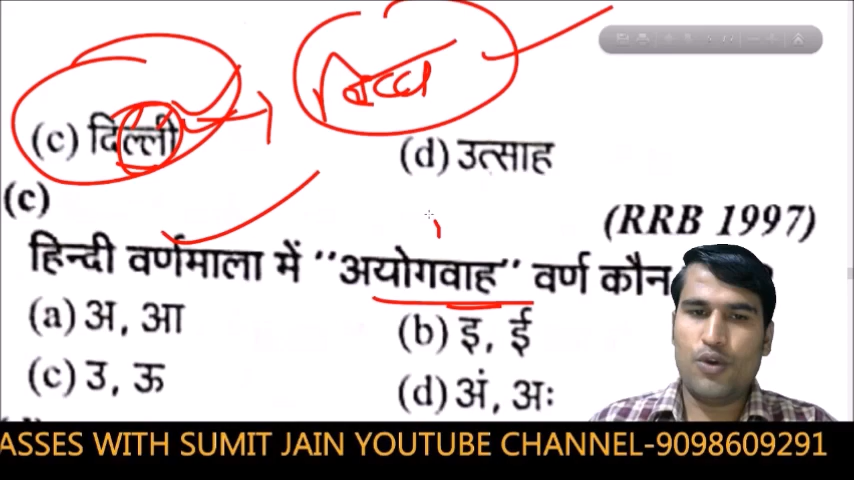 (c) दिल्ली
(d) उत्साह
(c)
(RRB 1997)
हिन्दी वर्णमाला में ''अयोगवाह'' वर्ण कौन
(a) अ, आ
(b) इ, ई
(c) उ, ऊ
(d) अं, अः
ASSES WITH SUMIT JAIN YOUTUBE CHANNEL-9098609291